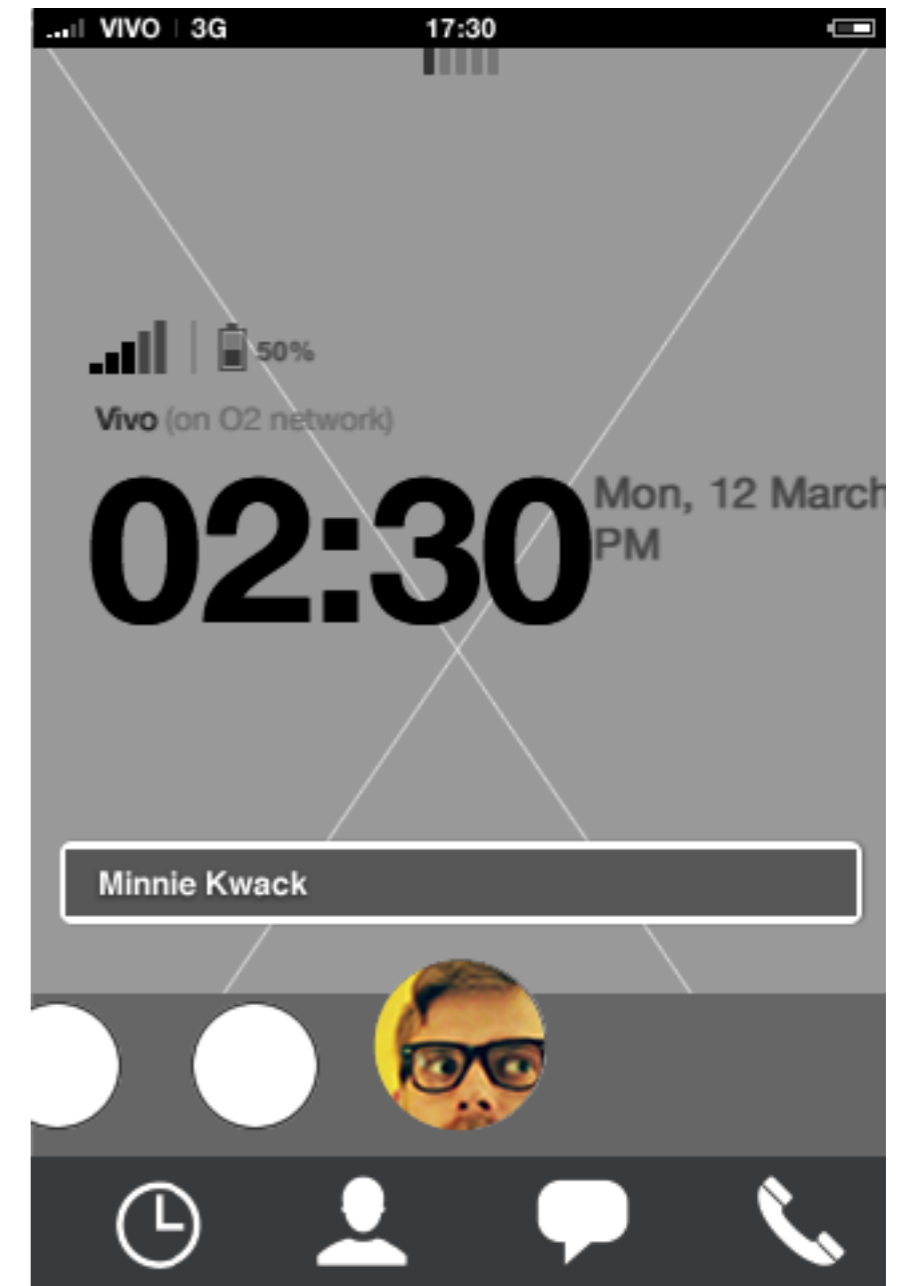 VIVO 3G 17:30
50%
Vivo (on O2 network)
02:30 Mon, 12 March
PM
Minnie Kwack